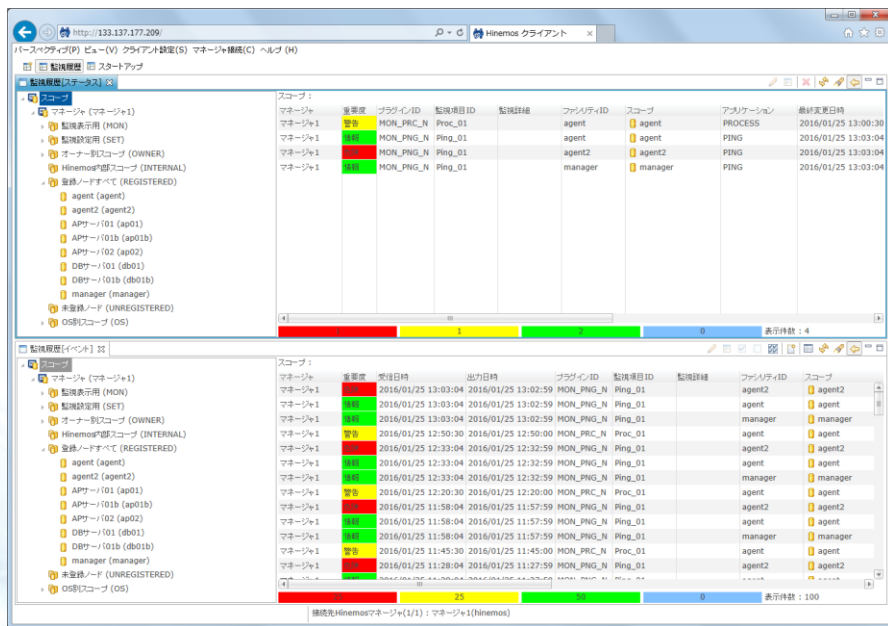 http://133.137.177.209/
Hinemos クライアント
パースペクティブ(P) ビュー(V) クライアント設定(S) マネージャ接続(C) ヘルプ(H)
監視履歴 スタートアップ
監視履歴[ステータス]
スコープ
マネージャ (マネージャ1)
監視表示用 (MON)
監視設定用 (SET)
オーナー別スコープ (OWNER)
Hinemos内部スコープ (INTERNAL)
登録ノードすべて (REGISTERED)
agent (agent)
agent2 (agent2)
APサーバ01 (ap01)
APサーバ01b (ap01b)
APサーバ02 (ap02)
DBサーバ01 (db01)
DBサーバ01b (db01b)
manager (manager)
未登録ノード (UNREGISTERED)
OS別スコープ (OS)
スコープ :
マネージャ 重要度 プラグインID 監視項目ID 監視詳細 ファシリティID スコープ アプリケーション 最終変更日時
マネージャ1 警告 MON_PRC_N Proc_01 agent agent PROCESS 2016/01/25 13:00:30
マネージャ1 情報 MON_PNG_N Ping_01 agent agent PING 2016/01/25 13:03:04
マネージャ1 MON_PNG_N Ping_01 agent2 agent2 PING 2016/01/25 13:03:04
マネージャ1 情報 MON_PNG_N Ping_01 manager manager PING 2016/01/25 13:03:04
1 1 2 0 表示件数 : 4
監視履歴[イベント]
スコープ
マネージャ (マネージャ1)
監視表示用 (MON)
監視設定用 (SET)
オーナー別スコープ (OWNER)
Hinemos内部スコープ (INTERNAL)
登録ノードすべて (REGISTERED)
agent (agent)
agent2 (agent2)
APサーバ01 (ap01)
APサーバ01b (ap01b)
APサーバ02 (ap02)
DBサーバ01 (db01)
DBサーバ01b (db01b)
manager (manager)
未登録ノード (UNREGISTERED)
OS別スコープ (OS)
スコープ :
マネージャ 重要度 受信日時 出力日時 プラグインID 監視項目ID 監視詳細 ファシリティID スコープ
マネージャ1 2016/01/25 13:03:04 2016/01/25 13:02:59 MON_PNG_N Ping_01 agent2 agent2
マネージャ1 情報 2016/01/25 13:03:04 2016/01/25 13:02:59 MON_PNG_N Ping_01 agent agent
マネージャ1 情報 2016/01/25 13:03:04 2016/01/25 13:02:59 MON_PNG_N Ping_01 manager manager
マネージャ1 警告 2016/01/25 12:50:30 2016/01/25 12:50:00 MON_PRC_N Proc_01 agent agent
マネージャ1 2016/01/25 12:33:04 2016/01/25 12:32:59 MON_PNG_N Ping_01 agent2 agent2
マネージャ1 情報 2016/01/25 12:33:04 2016/01/25 12:32:59 MON_PNG_N Ping_01 agent agent
マネージャ1 情報 2016/01/25 12:33:04 2016/01/25 12:32:59 MON_PNG_N Ping_01 manager manager
マネージャ1 警告 2016/01/25 12:20:30 2016/01/25 12:20:00 MON_PRC_N Proc_01 agent agent
マネージャ1 2016/01/25 11:58:04 2016/01/25 11:57:59 MON_PNG_N Ping_01 agent2 agent2
マネージャ1 情報 2016/01/25 11:58:04 2016/01/25 11:57:59 MON_PNG_N Ping_01 agent agent
マネージャ1 情報 2016/01/25 11:58:04 2016/01/25 11:57:59 MON_PNG_N Ping_01 manager manager
マネージャ1 警告 2016/01/25 11:45:30 2016/01/25 11:45:00 MON_PRC_N Proc_01 agent agent
マネージャ1 2016/01/25 11:28:04 2016/01/25 11:27:59 MON_PNG_N Ping_01 agent2 agent2
25 50 0 表示件数 : 100
接続先Hinemosマネージャ(1/1) : マネージャ1(hinemos)